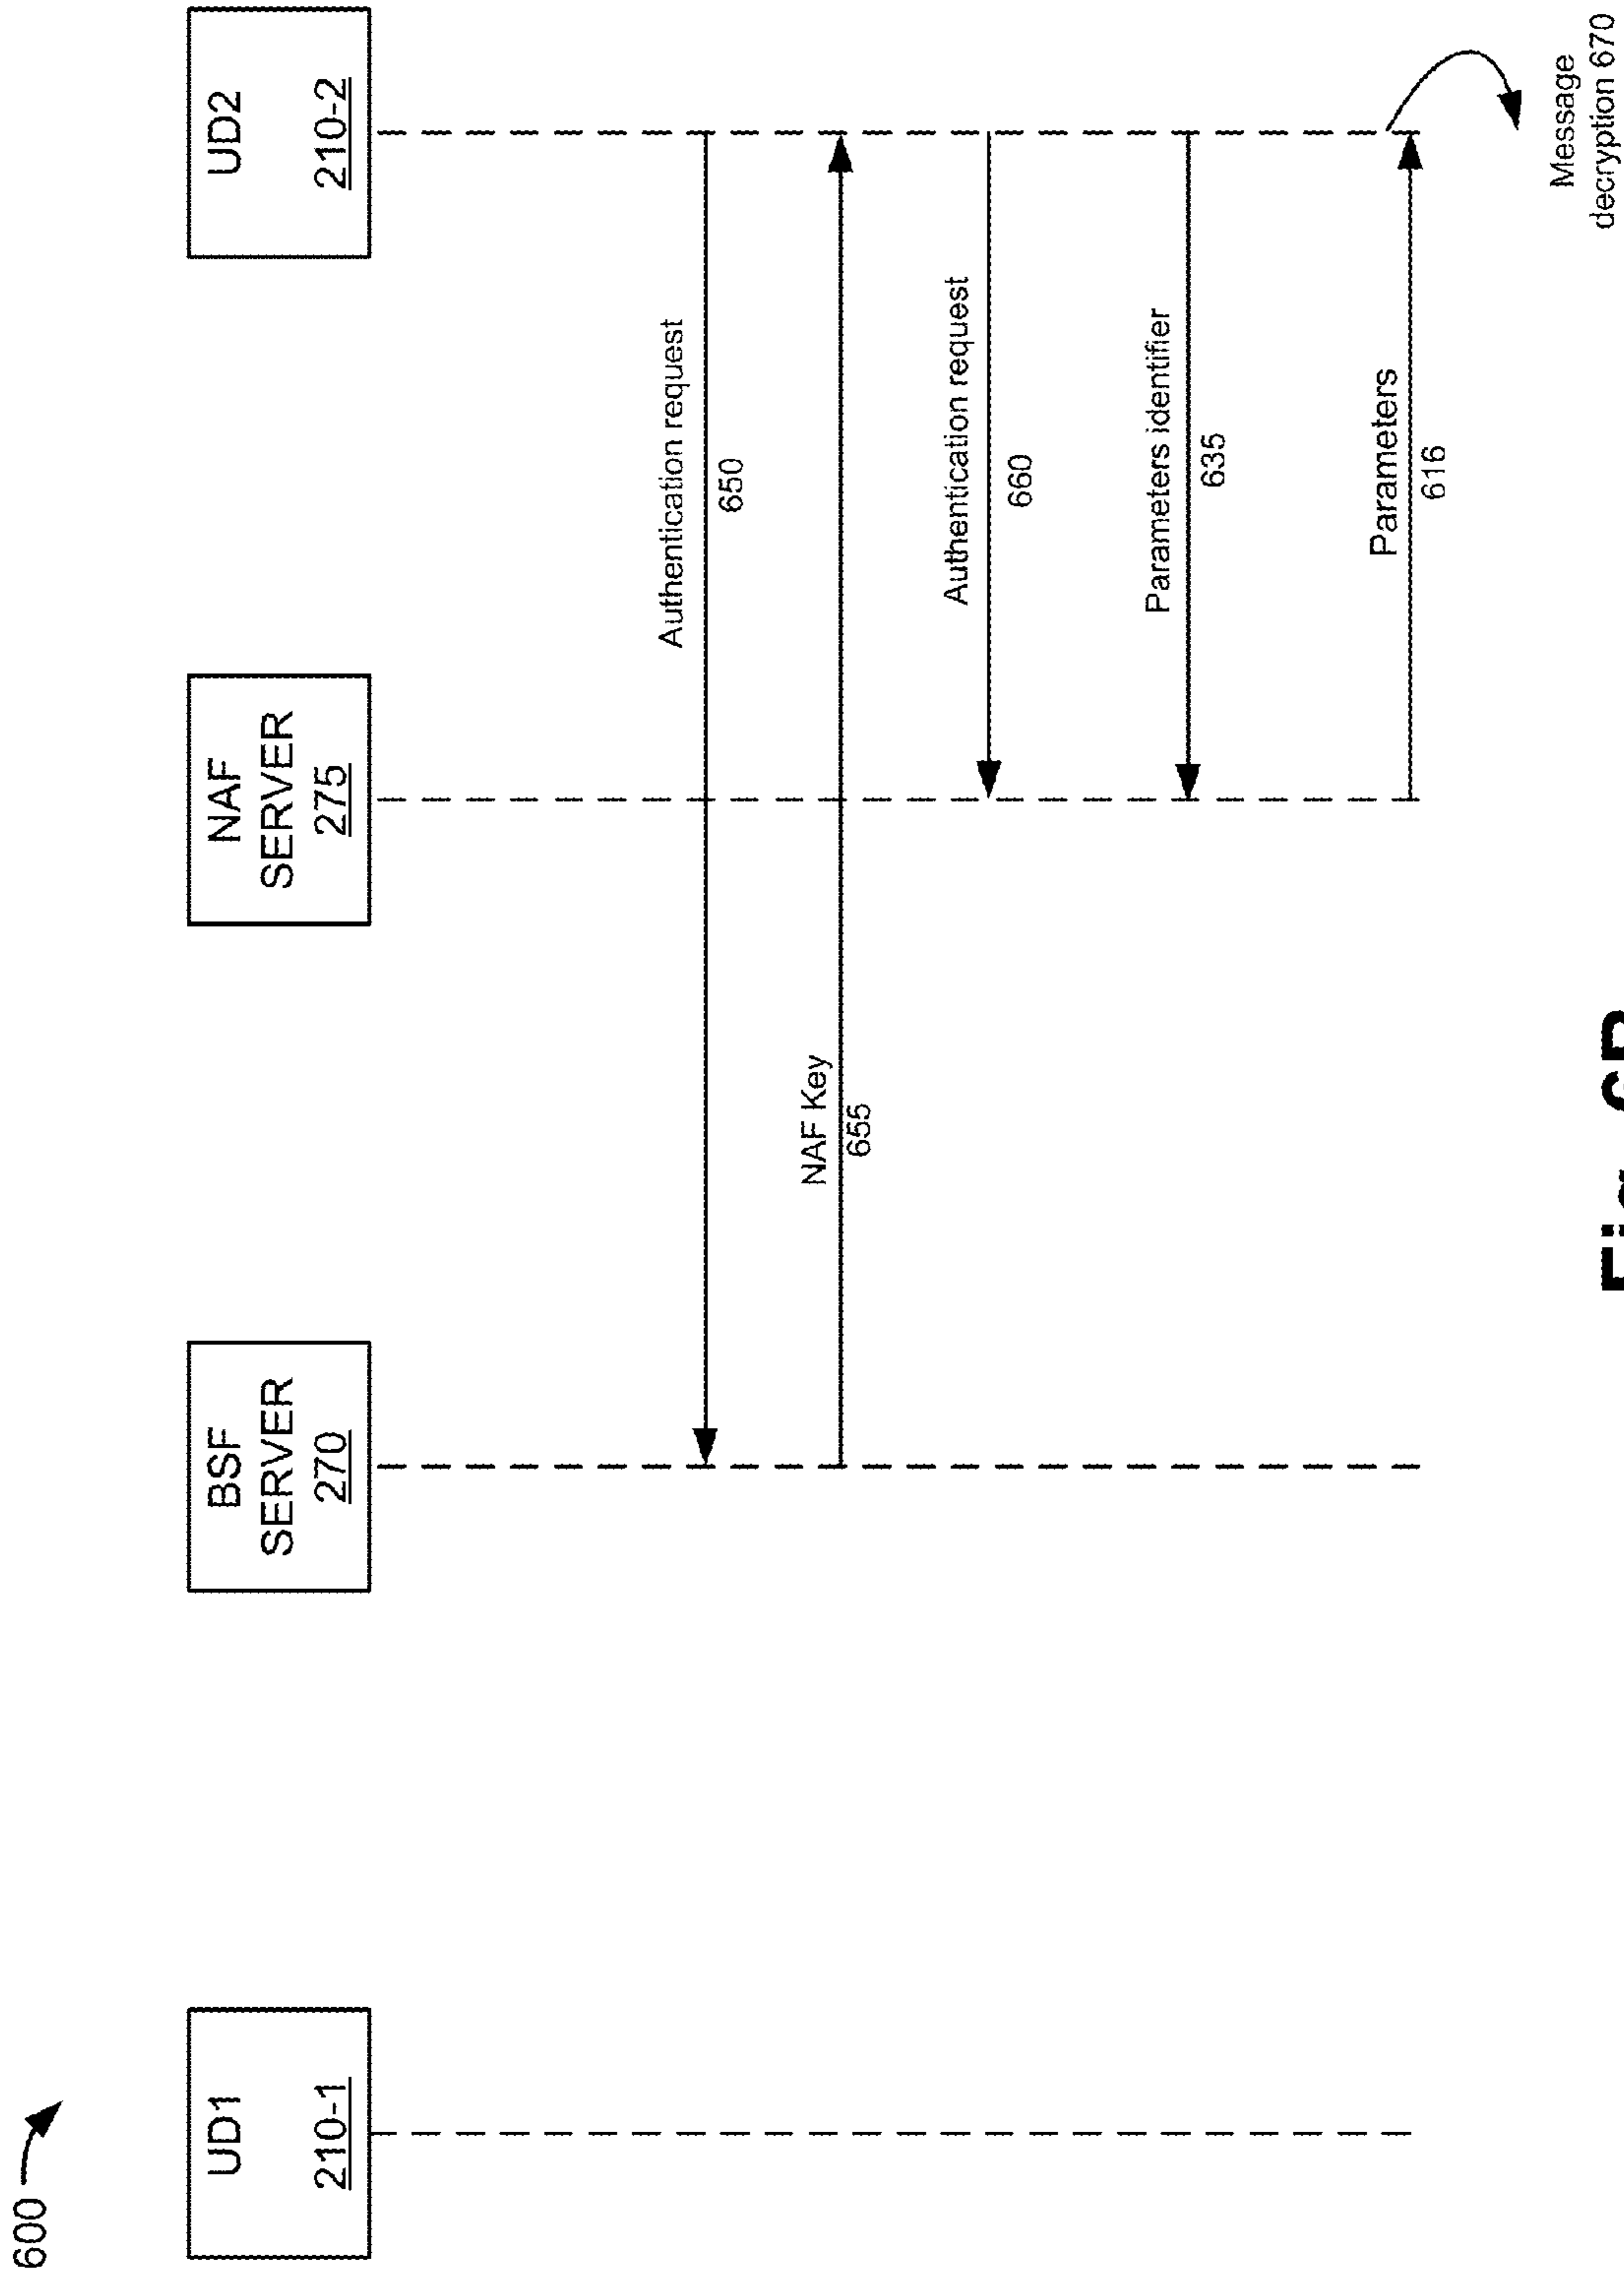 600
UD1
210-1
BSF
SERVER
270
NAF
SERVER
275
UD2
210-2
Authentication request
650
NAF Key
655
Authentication request
660
Parameters identifier
635
Parameters
616
Message
decryption 670